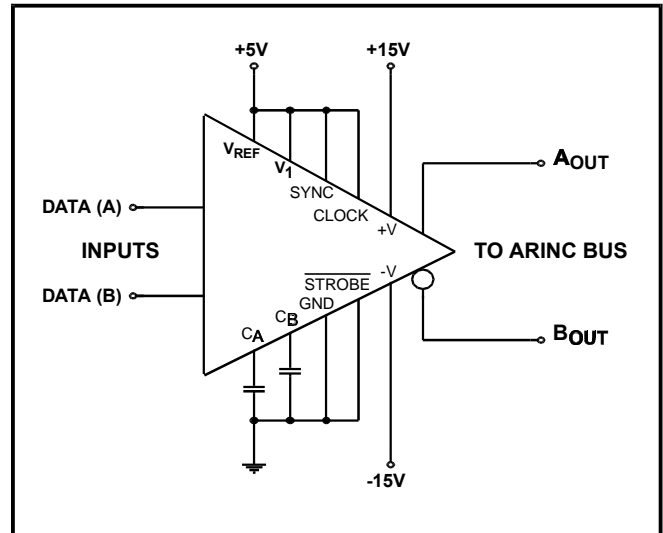 +5V +15V
VREF
V1
SYNC
CLOCK
+V
AOUT
DATA (A)
INPUTS
TO ARINC BUS
DATA (B)
-V
STROBE
GND
CB
CA
BOUT
-15V